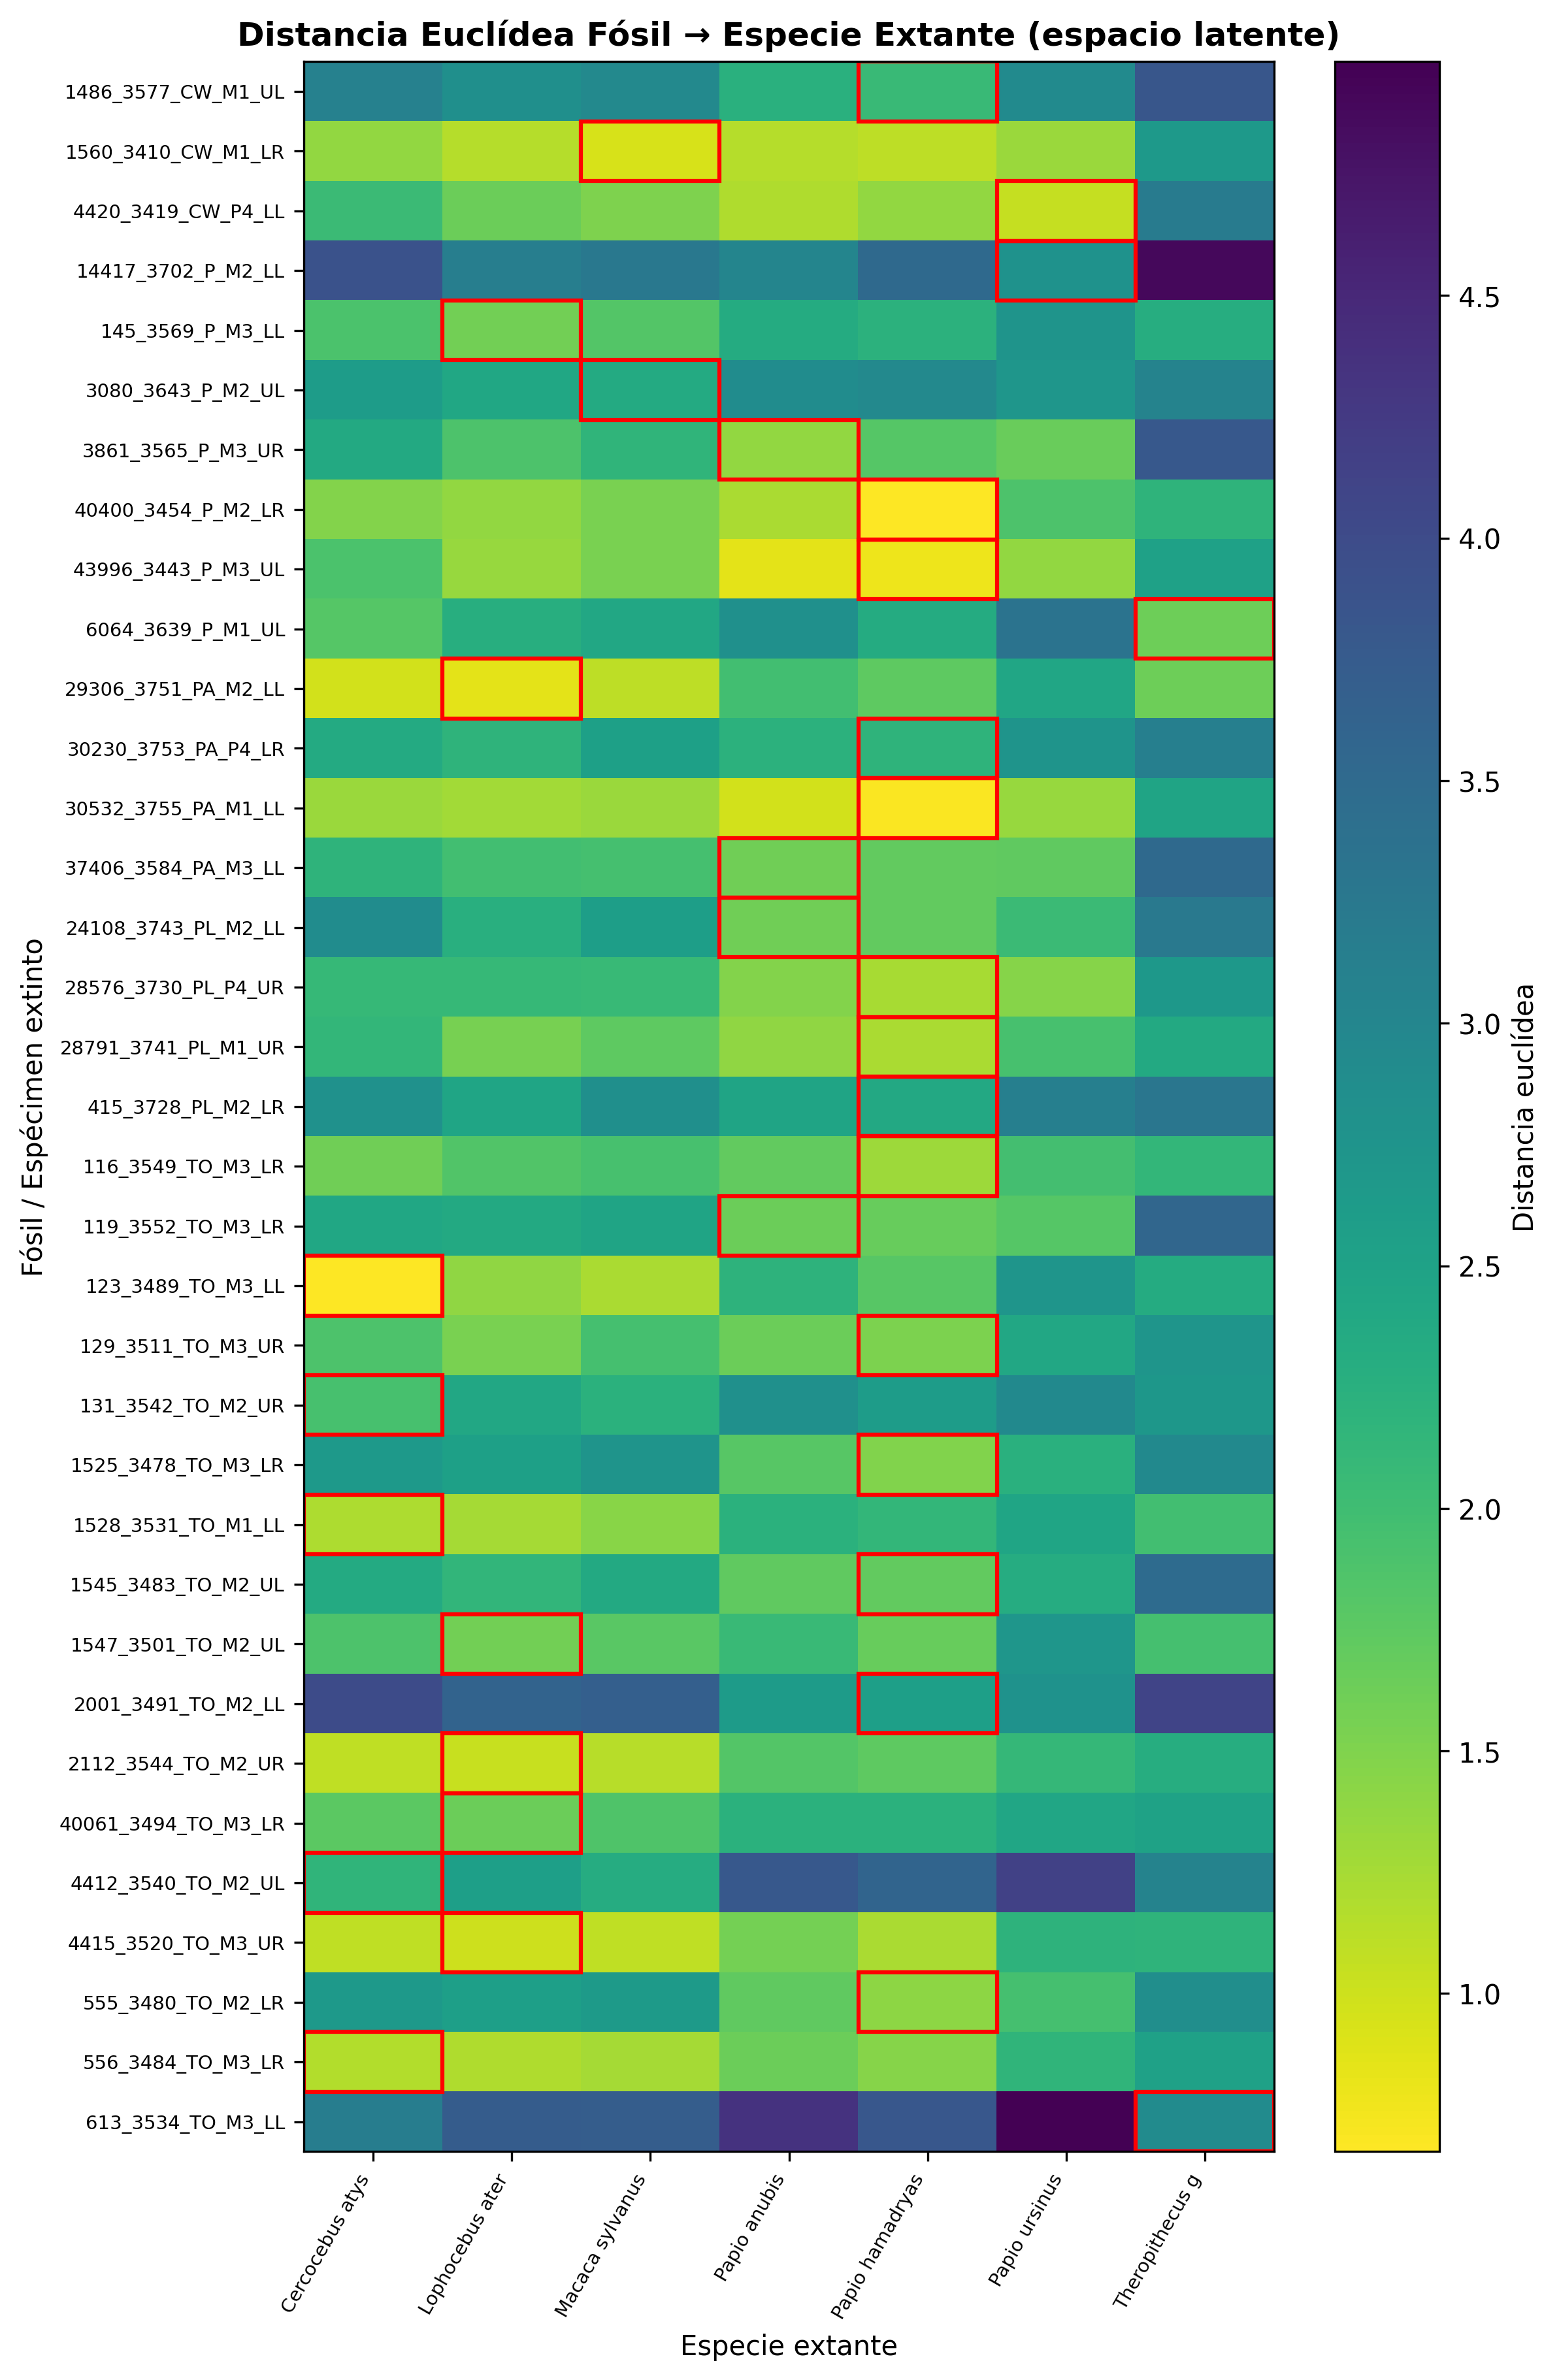 Distancia Euclídea Fósil → Especie Extante (espacio latente)
1486_3577_CW_M1_UL
1560_3410_CW_M1_LR
4420_3419_CW_P4_LL
14417_3702_P_M2_LL
145_3569_P_M3_LL
3080_3643_P_M2_UL
3861_3565_P_M3_UR
40400_3454_P_M2_LR
43996_3443_P_M3_UL
6064_3639_P_M1_UL
29306_3751_PA_M2_LL
30230_3753_PA_P4_LR
30532_3755_PA_M1_LL
37406_3584_PA_M3_LL
24108_3743_PL_M2_LL
28576_3730_PL_P4_UR
28791_3741_PL_M1_UR
415_3728_PL_M2_LR
116_3549_TO_M3_LR
119_3552_TO_M3_LR
123_3489_TO_M3_LL
129_3511_TO_M3_UR
131_3542_TO_M2_UR
1525_3478_TO_M3_LR
1528_3531_TO_M1_LL
1545_3483_TO_M2_UL
1547_3501_TO_M2_UL
2001_3491_TO_M2_LL
2112_3544_TO_M2_UR
40061_3494_TO_M3_LR
4412_3540_TO_M2_UL
4415_3520_TO_M3_UR
555_3480_TO_M2_LR
556_3484_TO_M3_LR
613_3534_TO_M3_LL
Fósil / Espécimen extinto
Cercocebus atys
Lophocebus ater
Macaca sylvanus
Papio anubis
Papio hamadryas
Papio ursinus
Theropithecus g
Especie extante
4.5
4.0
3.5
3.0
2.5
2.0
1.5
1.0
Distancia euclídea